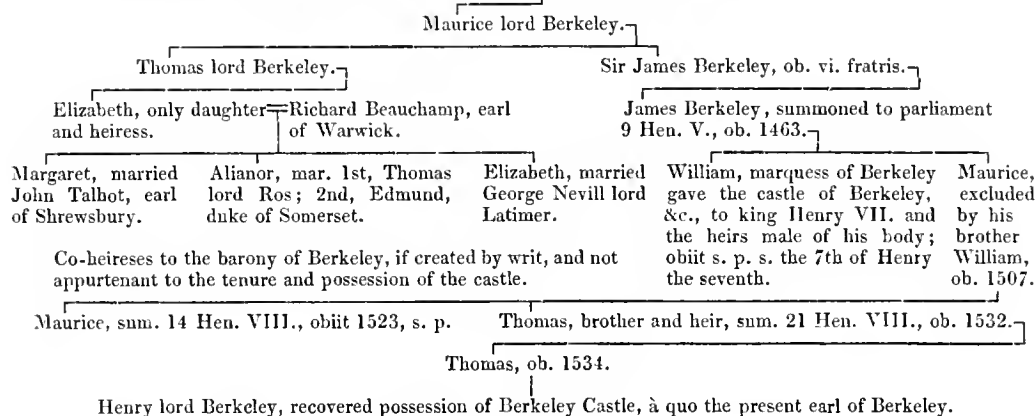 Maurice lord Berkeley.
Thomas lord Berkeley.
Sir James Berkeley, ob. vi. fratris.
Elizabeth, only daughter
and heiress.
Richard Beauchamp, earl
of Warwick.
James Berkeley, summoned to parliament
9 Hen. V., ob. 1463.
Margaret, married
John Talbot, earl
of Shrewsbury.
Alianor, mar. 1st, Thomas
lord Ros; 2nd, Edmund,
duke of Somerset.
Elizabeth, married
George Nevill lord
Latimer.
William, marquess of Berkeley
gave the castle of Berkeley,
&c., to king Henry VII. and
the heirs male of his body;
obiit s. p. s. the 7th of Henry
the seventh.
Maurice,
excluded
by his
brother
William,
ob. 1507.
Co-heireses to the barony of Berkeley, if created by writ, and not
appurtenant to the tenure and possession of the castle.
Maurice, sum. 14 Hen. VIII., obiit 1523, s. p.
Thomas, brother and heir, sum. 21 Hen. VIII., ob. 1532.
Thomas, ob. 1534.
Henry lord Berkeley, recovered possession of Berkeley Castle, à quo the present earl of Berkeley.